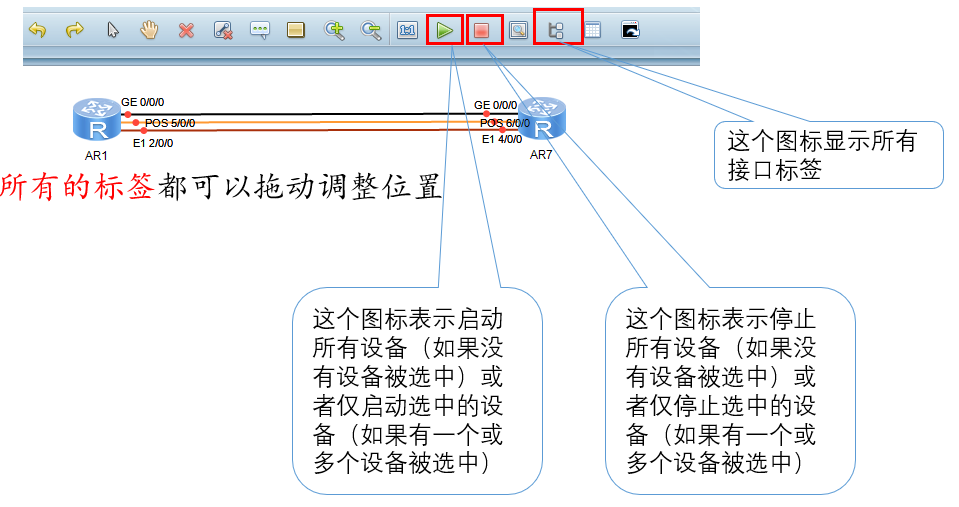 1:1
GE 0/0/0
GE 0/0/0
POS 5/0/0
POS 6/0/0
E1 2/0/0
E1 4/0/0
R
R
AR1
AR7
所有的标签都可以拖动调整位置
这个图标显示所有
接口标签
这个图标表示启动
所有设备（如果没
有设备被选中）或
者仅启动选中的设
备（如果有一个或
多个设备被选中）
这个图标表示停止
所有设备（如果没
有设备被选中）或
者仅停止选中的设
备（如果有一个或
多个设备被选中）